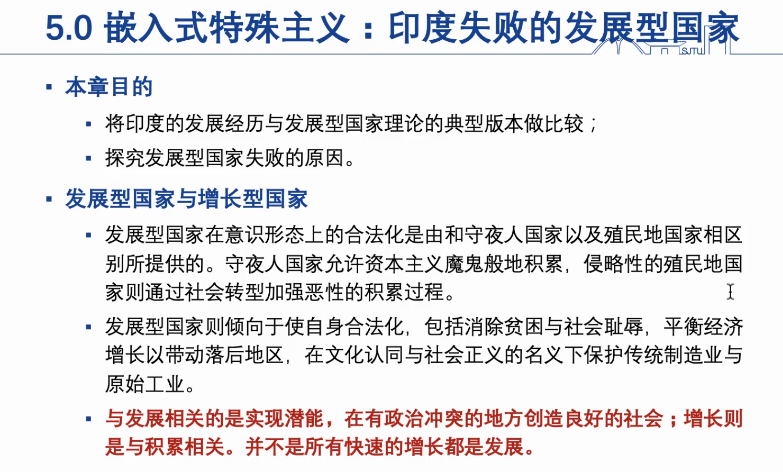 5.0 嵌入式特殊主义：印度失败的发展型国家
▪ 本章目的
▪ 将印度的发展经历与发展型国家理论的典型版本做比较；
▪ 探究发展型国家失败的原因。
▪ 发展型国家与增长型国家
▪ 发展型国家在意识形态上的合法化是由和守夜人国家以及殖民地国家相区
别所提供的。守夜人国家允许资本主义魔鬼般地积累，侵略性的殖民地国
家则通过社会转型加强恶性的积累过程。
▪ 发展型国家则倾向于使自身合法化，包括消除贫困与社会耻辱，平衡经济
增长以带动落后地区，在文化认同与社会正义的名义下保护传统制造业与
原始工业。
▪ 与发展相关的是实现潜能，在有政治冲突的地方创造良好的社会；增长则
是与积累相关。并不是所有快速的增长都是发展。